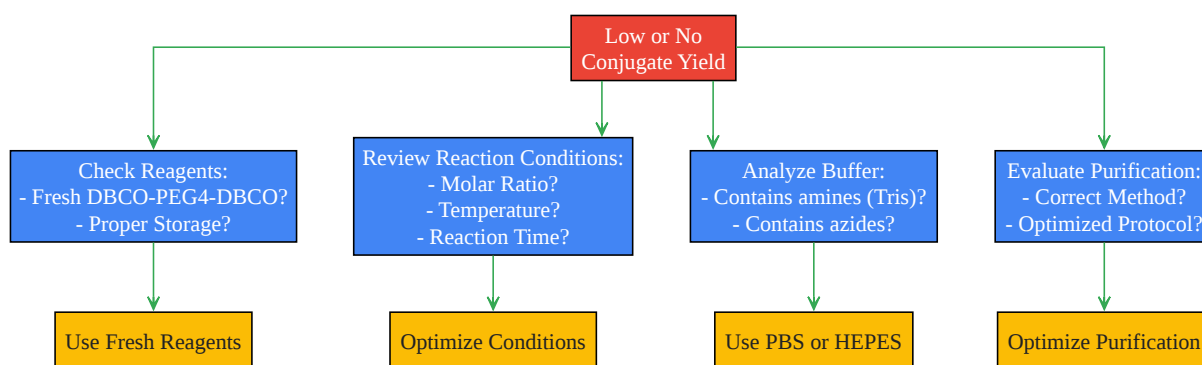 Low or No
Conjugate Yield
Check Reagents:
- Fresh DBCO-PEG4-DBCO?
- Proper Storage?
Review Reaction Conditions:
- Molar Ratio?
- Temperature?
- Reaction Time?
Analyze Buffer:
- Contains amines (Tris)?
- Contains azides?
Evaluate Purification:
- Correct Method?
- Optimized Protocol?
Use Fresh Reagents
Optimize Conditions
Use PBS or HEPES
Optimize Purification